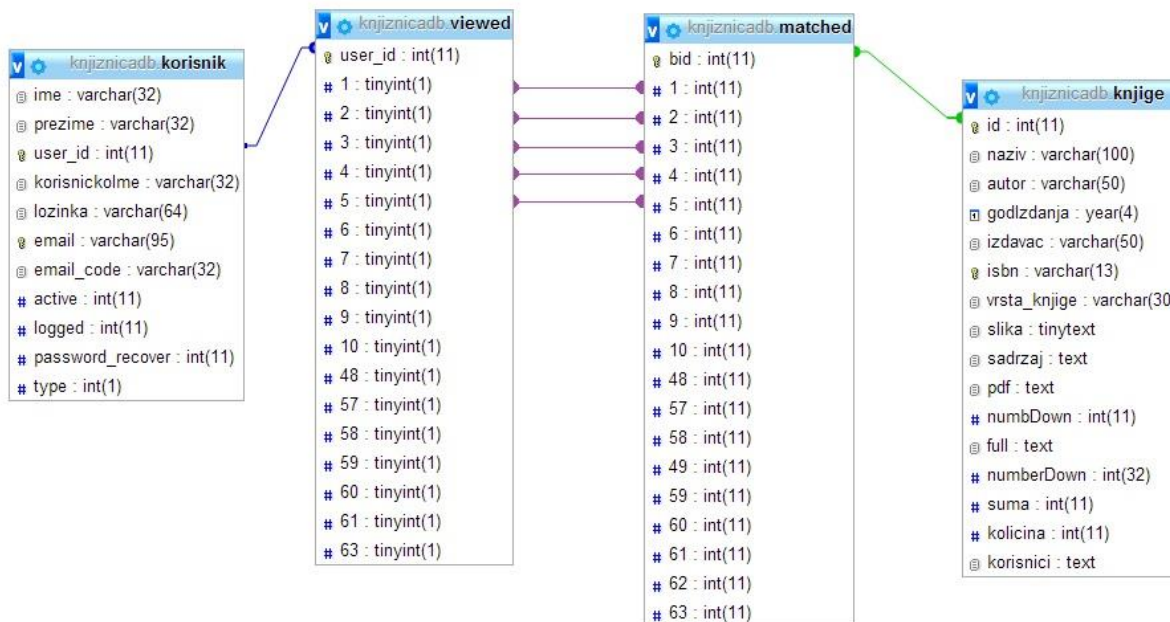 knjiznicadb.korisnik
ime : varchar(32)
prezime : varchar(32)
user_id : int(11)
korisnickoIme : varchar(32)
lozinka : varchar(64)
email : varchar(95)
email_code : varchar(32)
# active : int(11)
# logged : int(11)
# password_recover : int(11)
# type : int(1)
v knjiznicadb.viewed
user_id : int(11)
# 1 : tinyint(1)
# 2 : tinyint(1)
# 3 : tinyint(1)
# 4 : tinyint(1)
# 5 : tinyint(1)
# 6 : tinyint(1)
# 7 : tinyint(1)
# 8 : tinyint(1)
# 9 : tinyint(1)
# 10 : tinyint(1)
# 48 : tinyint(1)
# 57 : tinyint(1)
# 58 : tinyint(1)
# 59 : tinyint(1)
# 60 : tinyint(1)
# 61 : tinyint(1)
# 63 : tinyint(1)
v knjiznicadb.matched
bid : int(11)
# 1 : int(11)
# 2 : int(11)
# 3 : int(11)
# 4 : int(11)
# 5 : int(11)
# 6 : int(11)
# 7 : int(11)
# 8 : int(11)
# 9 : int(11)
# 10 : int(11)
# 48 : int(11)
# 57 : int(11)
# 58 : int(11)
# 49 : int(11)
# 59 : int(11)
# 60 : int(11)
# 61 : int(11)
# 62 : int(11)
# 63 : int(11)
v knjiznicadb.knjige
id : int(11)
naziv : varchar(100)
autor : varchar(50)
godIzdanja : year(4)
izdavac : varchar(50)
isbn : varchar(13)
vrsta_knjige : varchar(30
slika : tinytext
sadrzaj : text
pdf : text
# numbDown : int(11)
full : text
# numberDown : int(32)
# suma : int(11)
# kolicina : int(11)
korisnici : text